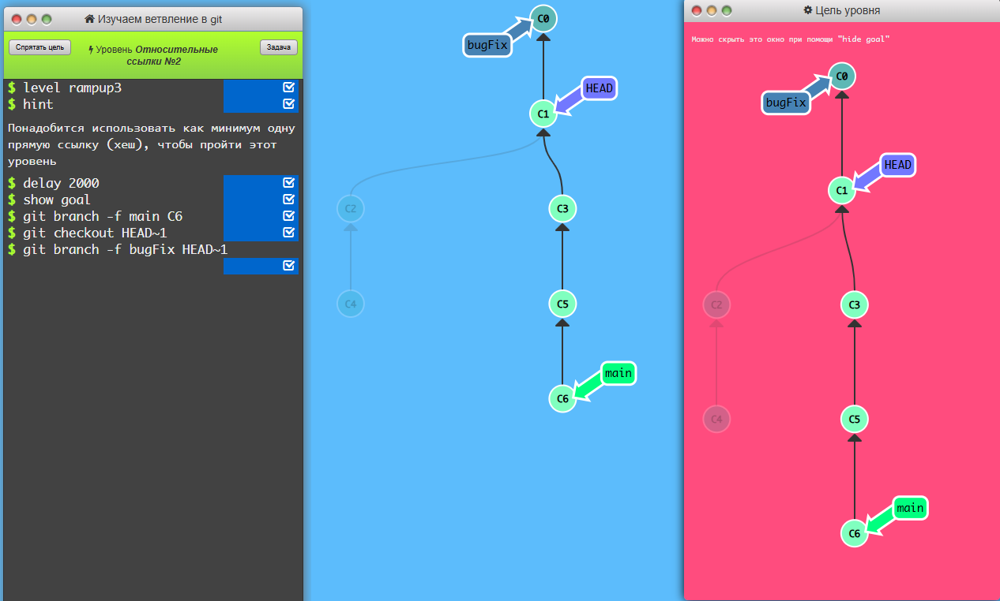 Изучаем ветвление в git
Спрятать цель
Уровень Относительные
ссылки №2
Задача
$ level rampup3
$ hint
Понадобится использовать как минимум одну
прямую ссылку (хеш), чтобы пройти этот
уровень
$ delay 2000
$ show goal
$ git branch -f main C6
$ git checkout HEAD~1
$ git branch -f bugFix HEAD~1
C0
bugFix
HEAD
C1
C2
C3
C4
C5
main
C6
Цель уровня
Можно скрыть это окно при помощи "hide goal"
C0
bugFix
HEAD
C1
C2
C3
C4
C5
main
C6